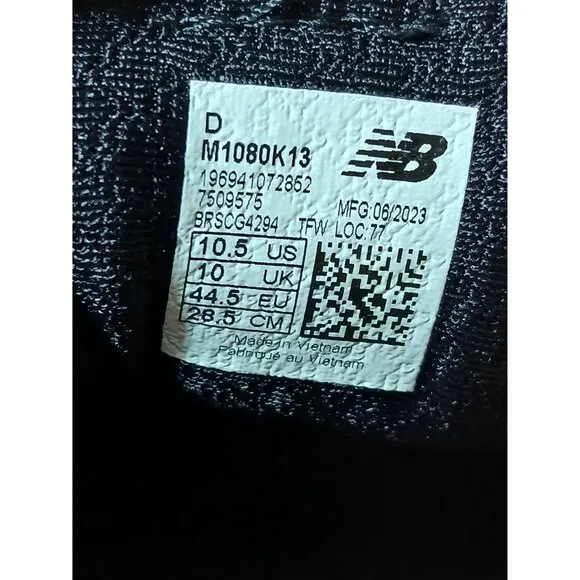 D
M1080K13
NB
196941072852
7509575
MFG:06/2023
BRSCG4294 TFW LOC:77
10.5 US
10 UK
44.5 EU
28.5 CM
Made in Vietnam
Fabriqué au Vietnam